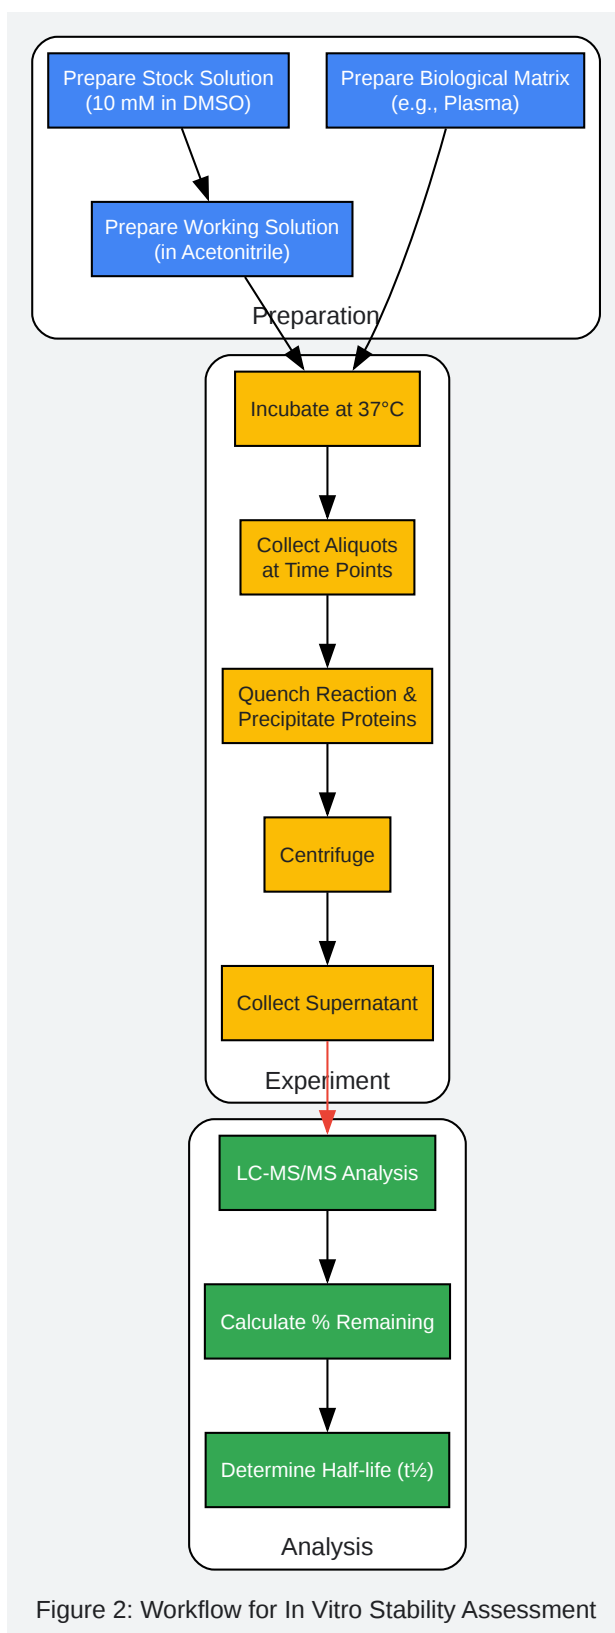 Prepare Stock Solution
(10 mM in DMSO)
Prepare Biological Matrix
(e.g., Plasma)
Prepare Working Solution
(in Acetonitrile)
Preparation
Incubate at 37°C
Collect Aliquots
at Time Points
Quench Reaction &
Precipitate Proteins
Centrifuge
Collect Supernatant
Experiment
LC-MS/MS Analysis
Calculate % Remaining
Determine Half-life (t½)
Analysis
Figure 2: Workflow for In Vitro Stability Assessment